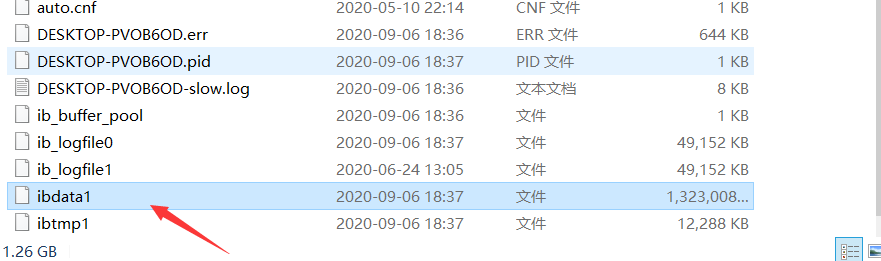 auto.cnf 2020-05-10 22:14 CNF 文件 1 KB
DESKTOP-PVOB6OD.err 2020-09-06 18:36 ERR 文件 644 KB
DESKTOP-PVOB6OD.pid 2020-09-06 18:37 PID 文件 1 KB
DESKTOP-PVOB6OD-slow.log 2020-09-06 18:36 文本文档 8 KB
ib_buffer_pool 2020-09-06 18:36 文件 1 KB
ib_logfile0 2020-09-06 18:37 文件 49,152 KB
ib_logfile1 2020-06-24 13:05 文件 49,152 KB
ibdata1 2020-09-06 18:37 文件 1,323,008...
ibtmp1 2020-09-06 18:37 文件 12,288 KB
1.26 GB